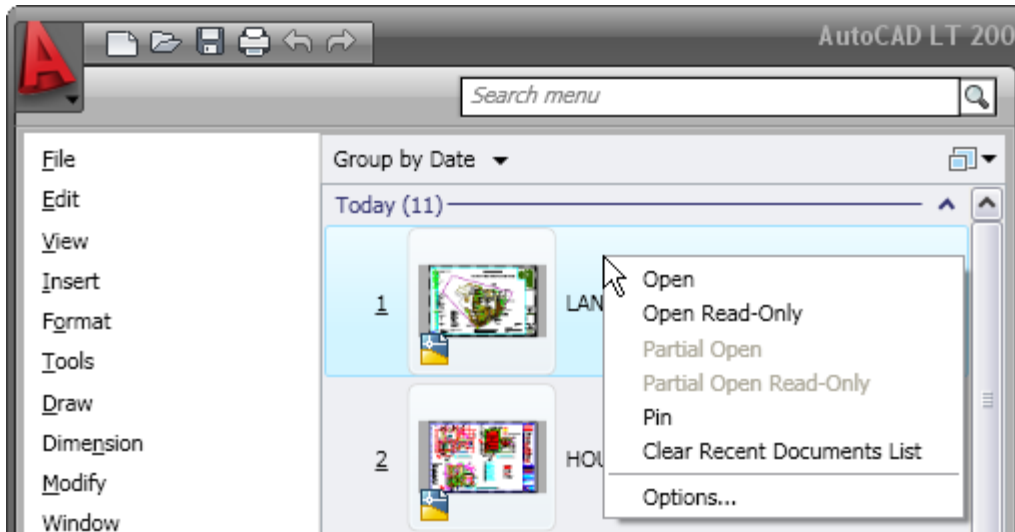 AutoCAD LT 200
Search menu
File
Edit
View
Insert
Format
Tools
Draw
Dimension
Modify
Window
Group by Date
Today (11)
1
LAN
2
HOU
Open
Open Read-Only
Partial Open
Partial Open Read-Only
Pin
Clear Recent Documents List
Options...